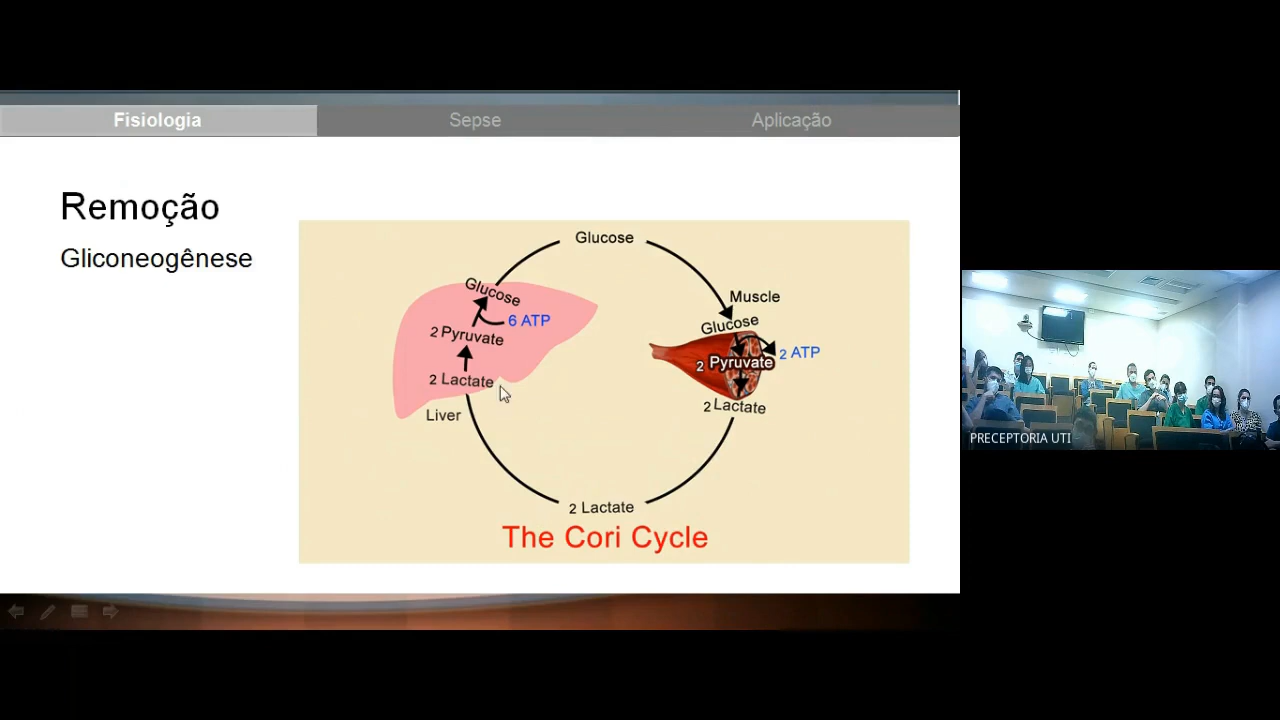 Fisiologia
Sepse
Aplicação
Remoção
Gliconeogênese
Glucose
Glucose
6 ATP
2 Pyruvate
2 Lactate
Liver
Muscle
Glucose
2 ATP
2 Pyruvate
2 Lactate
2 Lactate
The Cori Cycle
PRECEPTORIA UTI